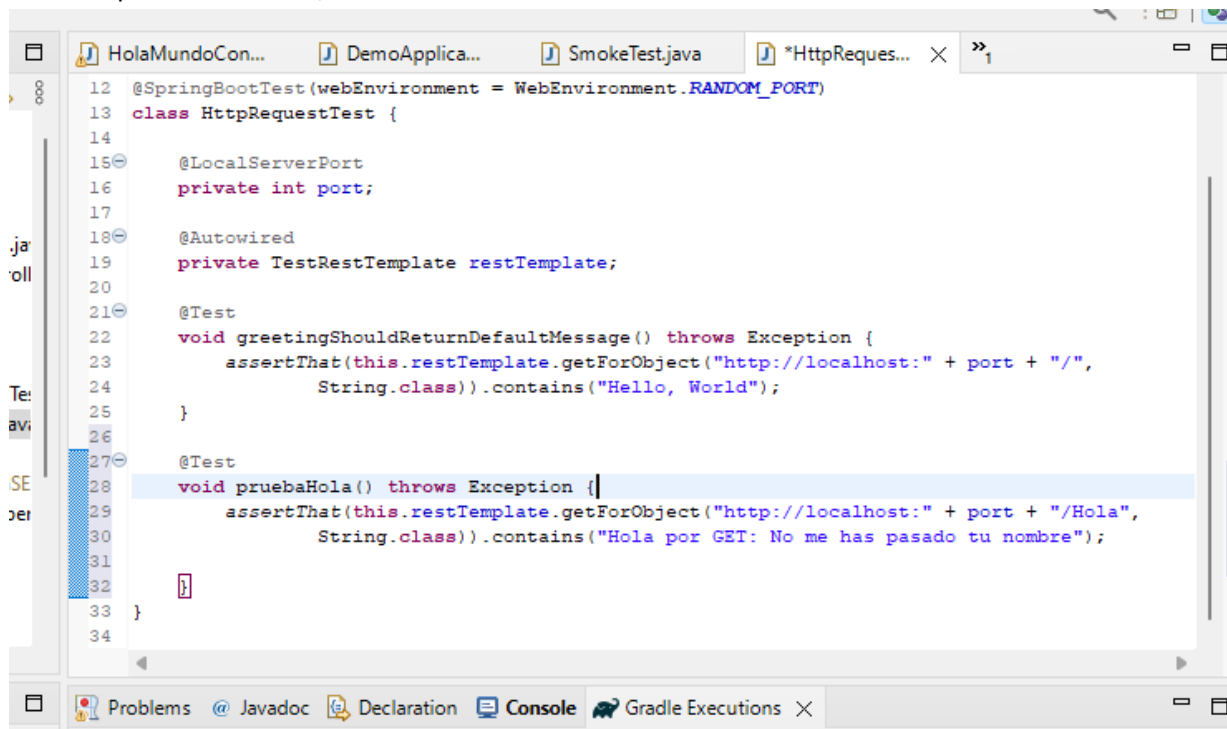 HolaMundoCon... DemoApplica... SmokeTest.java *HttpReques... »1
12 @SpringBootTest(webEnvironment = WebEnvironment.RANDOM_PORT)
13 class HttpRequestTest {
14
15 @LocalServerPort
16 private int port;
17
18 @Autowired
19 private TestRestTemplate restTemplate;
20
21 @Test
22 void greetingShouldReturnDefaultMessage() throws Exception {
23 assertThat(this.restTemplate.getForObject("http://localhost:" + port + "/",
24 String.class)).contains("Hello, World");
25 }
26
27 @Test
28 void pruebaHola() throws Exception {
29 assertThat(this.restTemplate.getForObject("http://localhost:" + port + "/Hola",
30 String.class)).contains("Hola por GET: No me has pasado tu nombre");
31
32 }
33 }
34
Problems @ Javadoc Declaration Console Gradle Executions